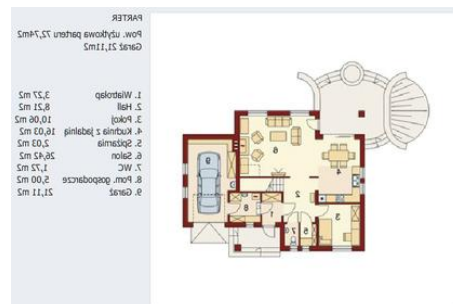 PARTER
Pow. użytkowa parteru 72,74m2
Garaż 21,11m2
1. Wiatrołap 3,27 m2
2. Hall 8,21 m2
3. Pokoj 10,06 m2
4. Kuchnia z jadalnią 16,03 m2
5. Spiżarnia 2,03 m2
6. Salon 26,42 m2
7. WC 1,72 m2
8. Pom. gospodarcze 5,00 m2
9. Garaż 21,11 m2
9
6
4
2
8
1
3
7
5